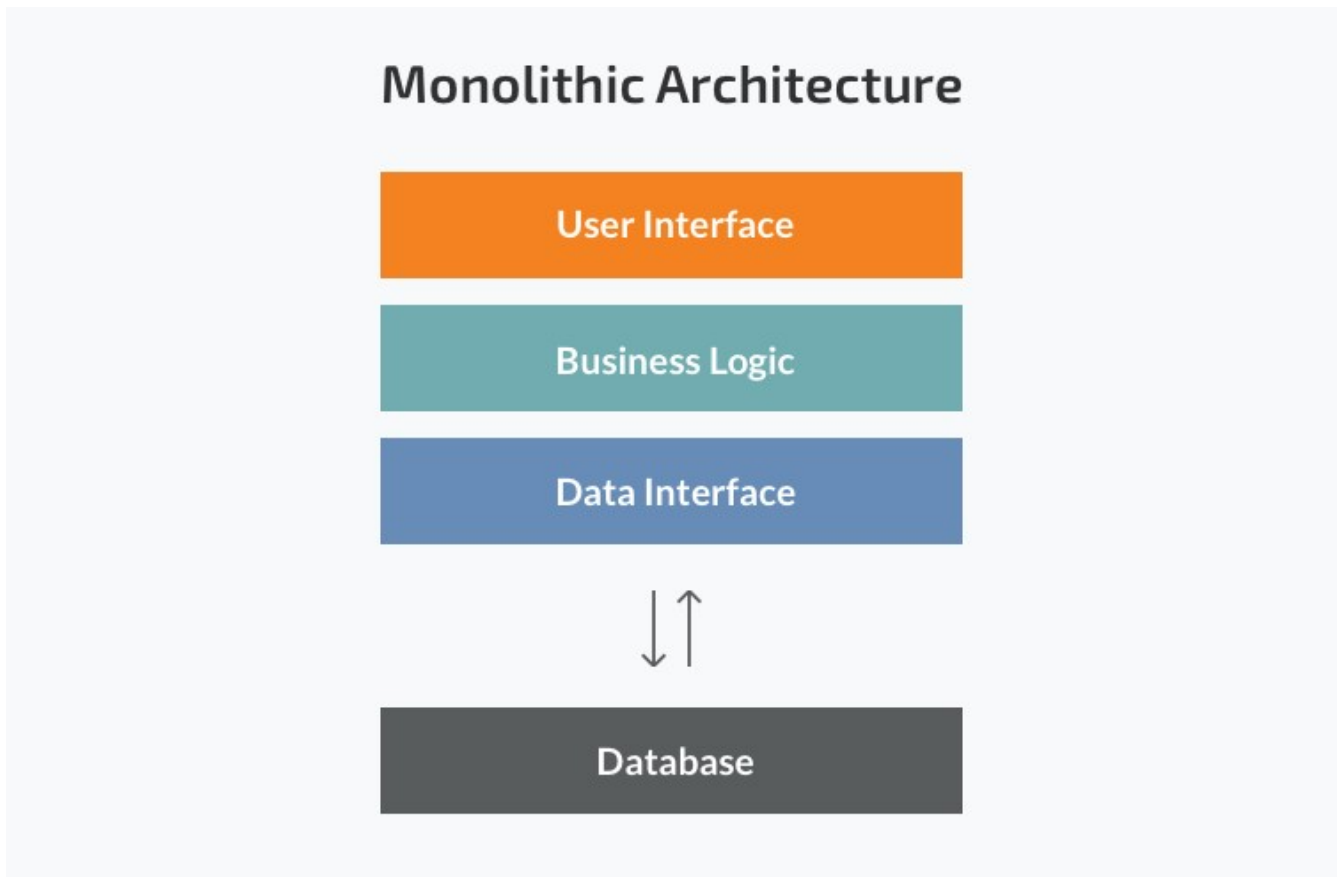 Monolithic Architecture
User Interface
Business Logic
Data Interface
Database